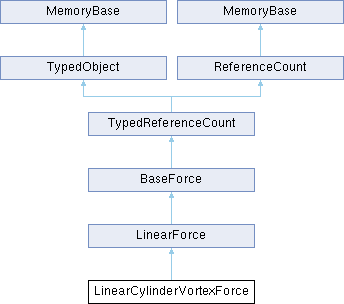 MemoryBase
MemoryBase
TypedObject
ReferenceCount
TypedReferenceCount
BaseForce
LinearForce
LinearCylinderVortexForce